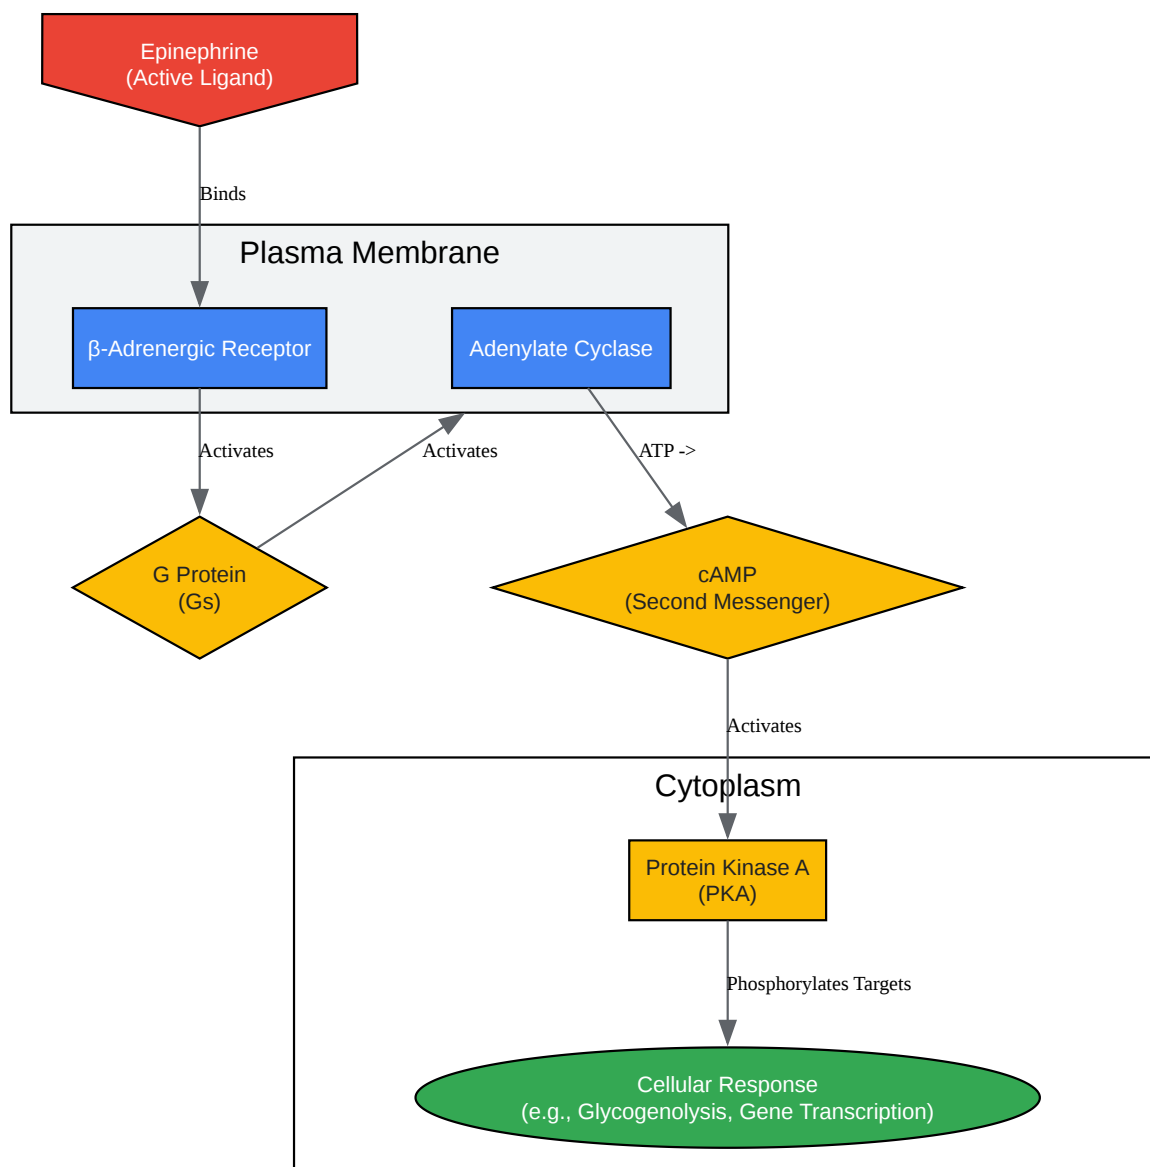 Epinephrine
(Active Ligand)
Binds
Plasma Membrane
β-Adrenergic Receptor
Adenylate Cyclase
Activates
Activates
ATP ->
G Protein
(Gs)
cAMP
(Second Messenger)
Activates
Cytoplasm
Protein Kinase A
(PKA)
Phosphorylates Targets
Cellular Response
(e.g., Glycogenolysis, Gene Transcription)